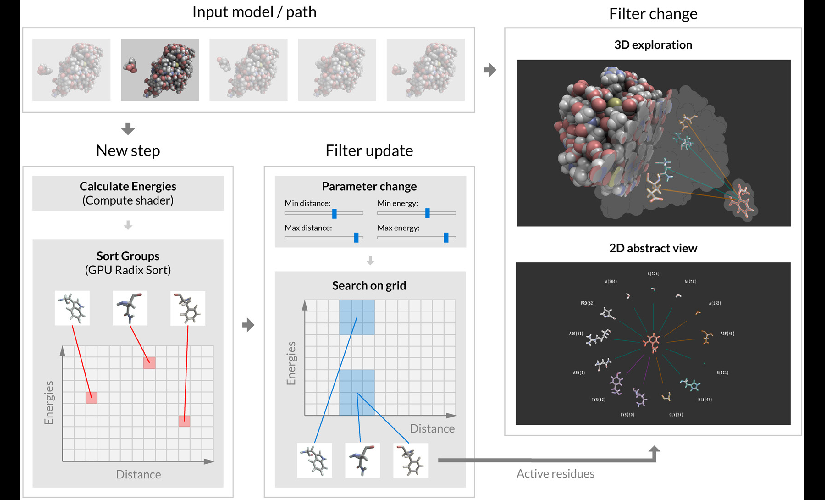 Input model / path
Filter change
3D exploration
New step
Filter update
Calculate Energies
(Compute shader)
Parameter change
Min distance:
Min energy:
Max distance:
Max energy:
Sort Groups
(GPU Radix Sort)
2D abstract view
Search on grid
Energies
Distance
Energies
Distance
Active residues